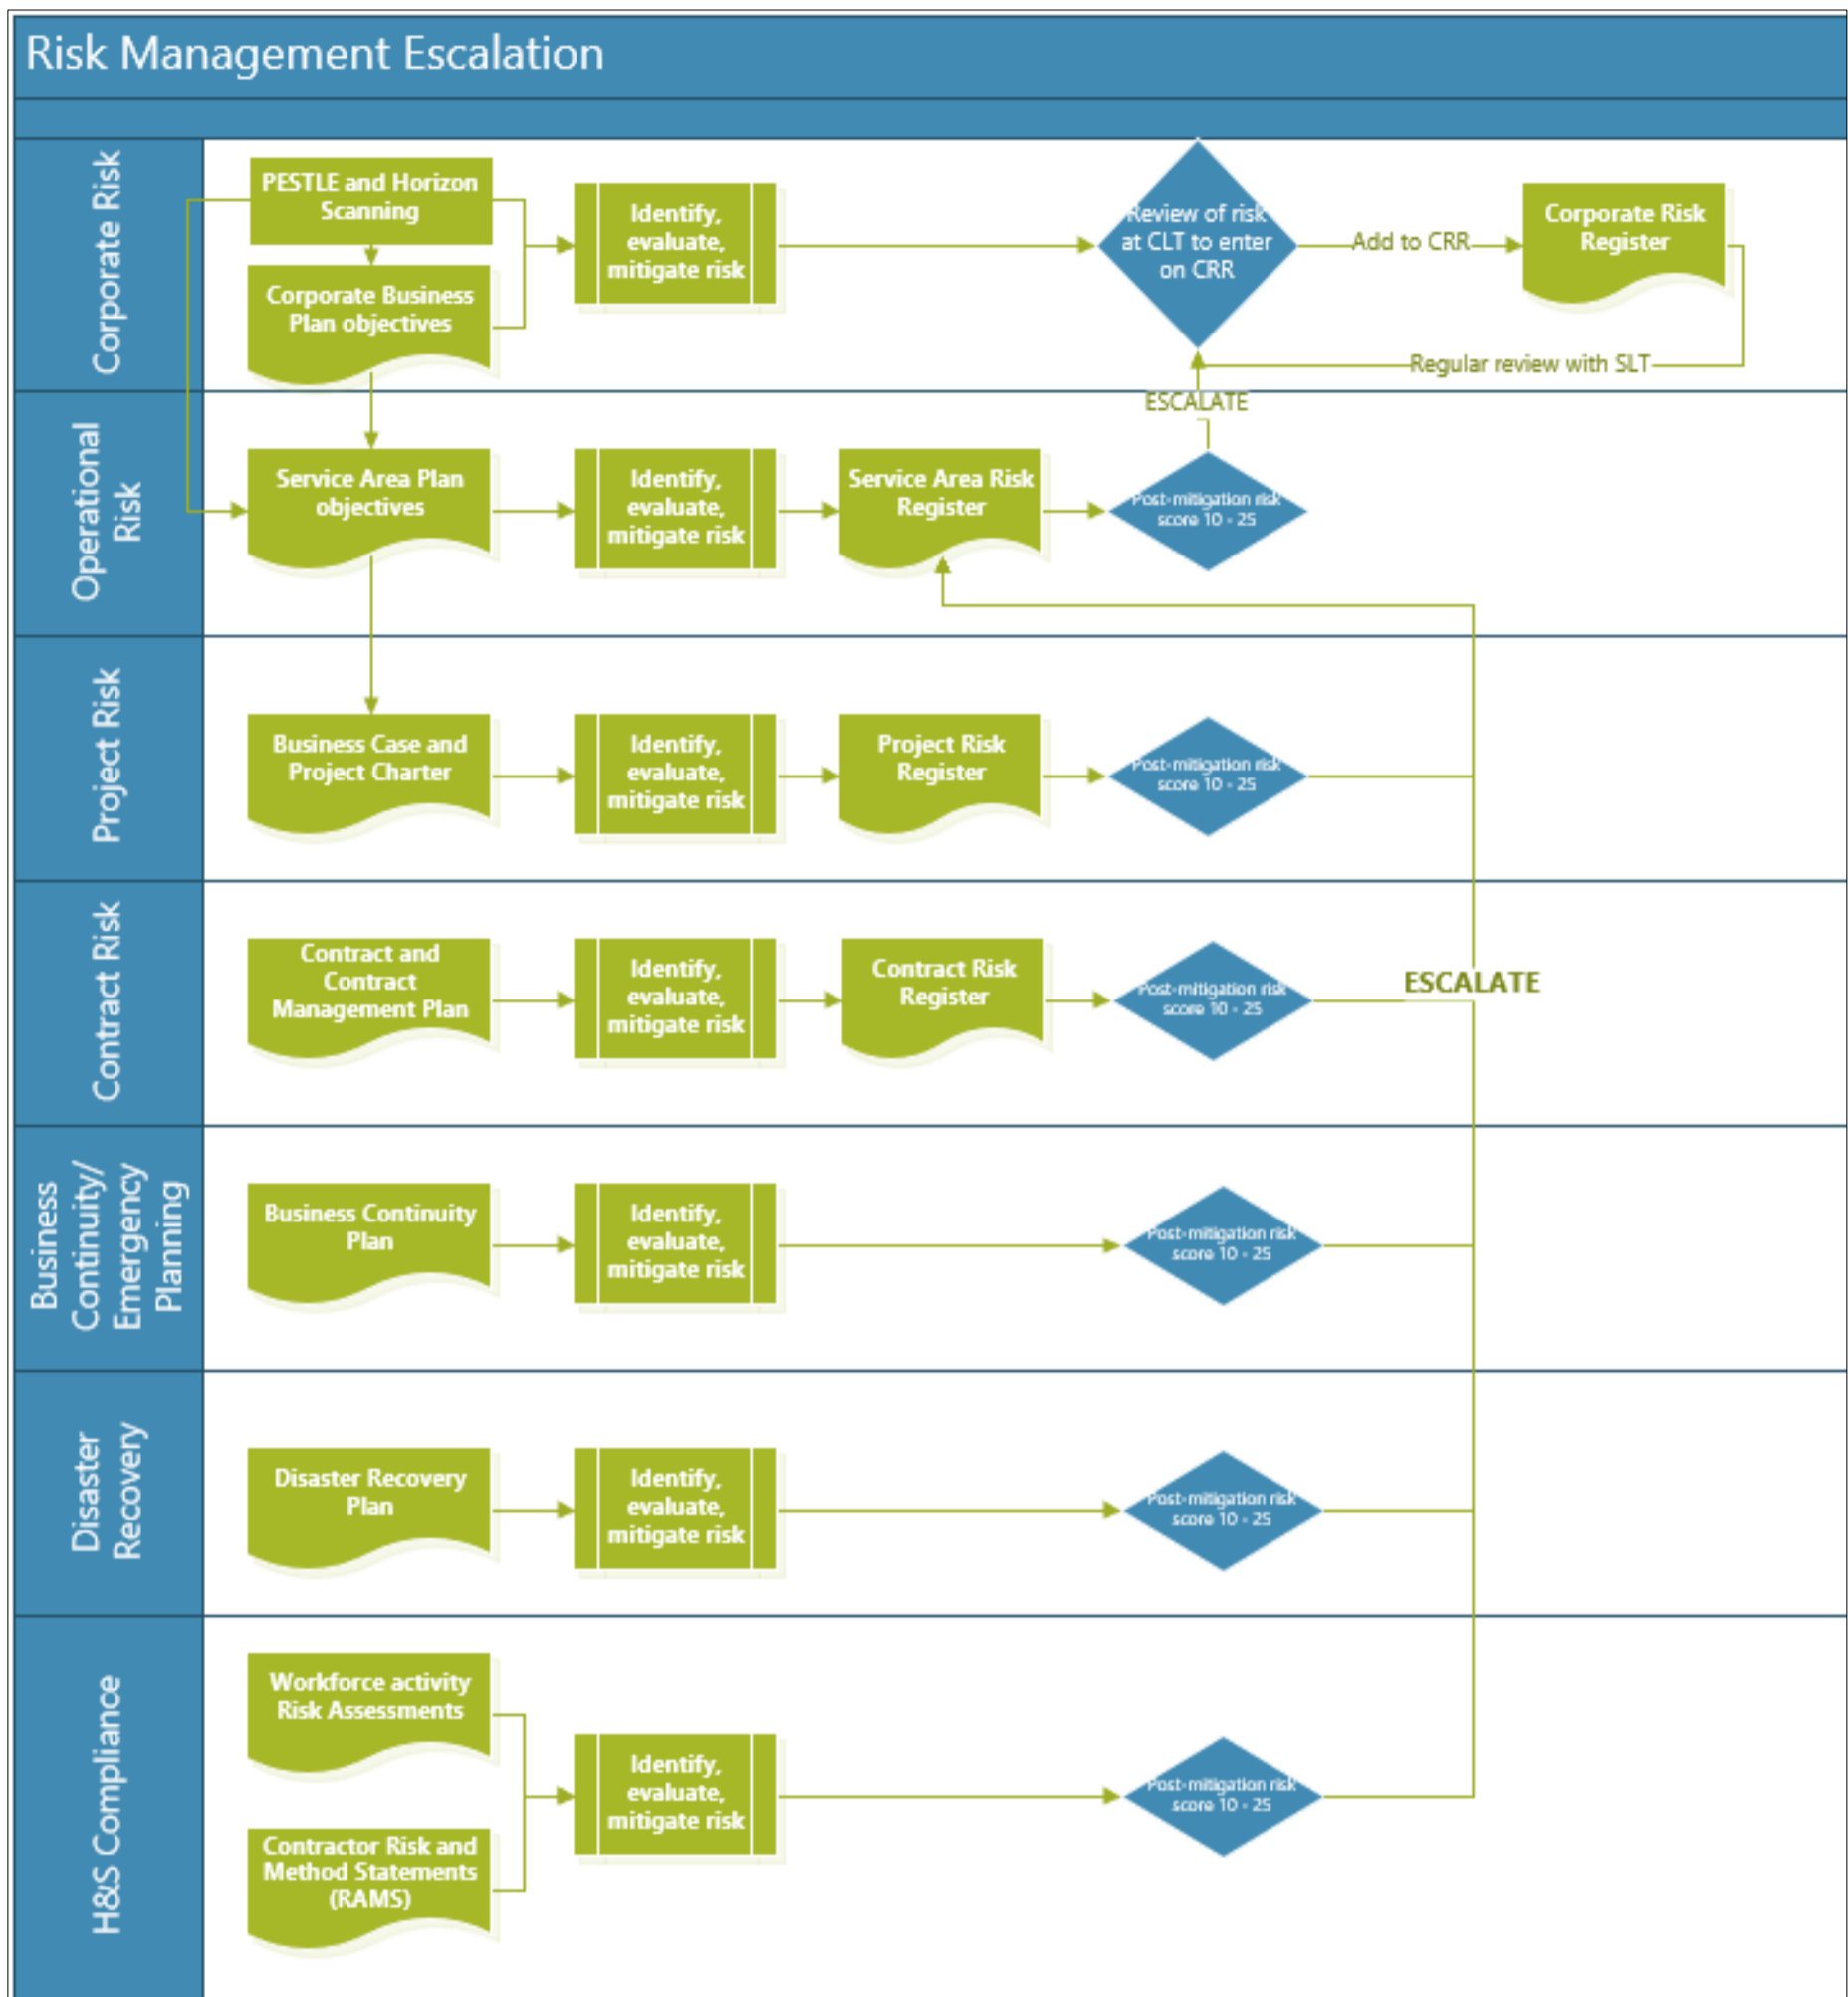 Risk Management Escalation
Corporate Risk
PESTLE and Horizon
Scanning
Corporate Business
Plan objectives
Identify,
evaluate,
mitigate risk
Review of risk
at CLT to enter
on CRR
Add to CRR
Corporate Risk
Register
Regular review with SLT
ESCALATE
Operational
Risk
Service Area Plan
objectives
Identify,
evaluate,
mitigate risk
Service Area Risk
Register
Post-mitigation risk
score 10 - 25
Project Risk
Business Case and
Project Charter
Identify,
evaluate,
mitigate risk
Project Risk
Register
Post-mitigation risk
score 10 - 25
Contract Risk
Contract and
Contract
Management Plan
Identify,
evaluate,
mitigate risk
Contract Risk
Register
Post-mitigation risk
score 10 - 25
ESCALATE
Business
Continuity/
Emergency
Planning
Business Continuity
Plan
Identify,
evaluate,
mitigate risk
Post-mitigation risk
score 10 - 25
Disaster
Recovery
Disaster Recovery
Plan
Identify,
evaluate,
mitigate risk
Post-mitigation risk
score 10 - 25
H&S Compliance
Workforce activity
Risk Assessments
Contractor Risk and
Method Statements
(RAMS)
Identify,
evaluate,
mitigate risk
Post-mitigation risk
score 10 - 25